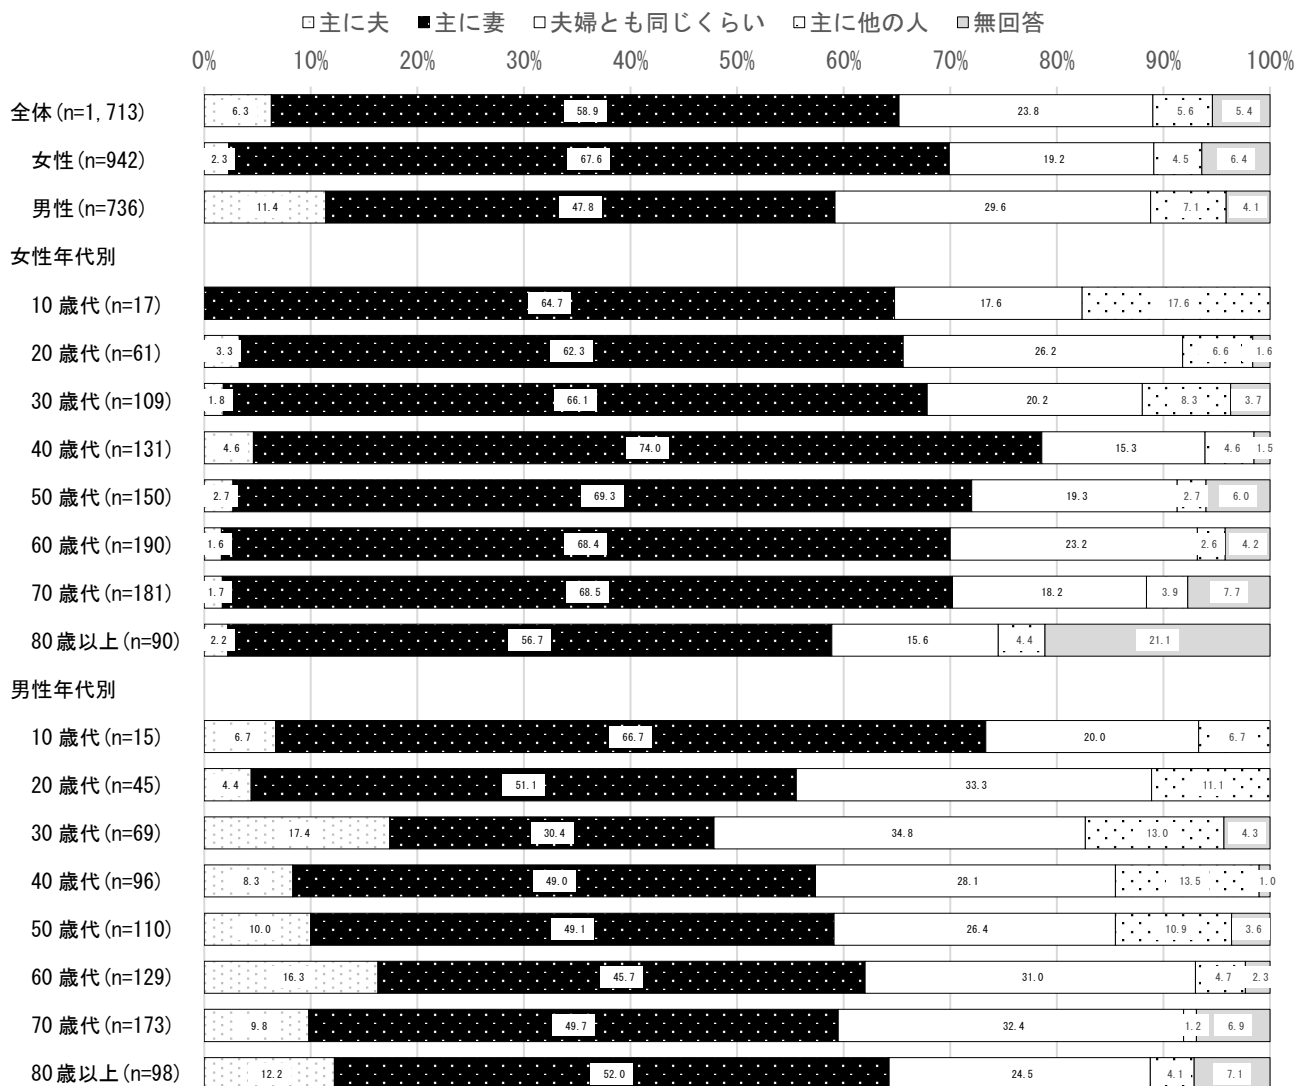 主に夫 主に妻 夫婦とも同じくらい 主に他の人 無回答
0% 10% 20% 30% 40% 50% 60% 70% 80% 90% 100%
全体(n=1,713) 6.3 58.9 23.8 5.6 5.4
女性(n=942) 2.3 67.6 19.2 4.5 6.4
男性(n=736) 11.4 47.8 29.6 7.1 4.1
女性年代別
10歳代(n=17) 64.7 17.6 17.6
20歳代(n=61) 3.3 62.3 26.2 6.6 1.6
30歳代(n=109) 1.8 66.1 20.2 8.3 3.7
40歳代(n=131) 4.6 74.0 15.3 4.6 1.5
50歳代(n=150) 2.7 69.3 19.3 2.7 6.0
60歳代(n=190) 1.6 68.4 23.2 2.6 4.2
70歳代(n=181) 1.7 68.5 18.2 3.9 7.7
80歳以上(n=90) 2.2 56.7 15.6 4.4 21.1
男性年代別
10歳代(n=15) 6.7 66.7 20.0 6.7
20歳代(n=45) 4.4 51.1 33.3 11.1
30歳代(n=69) 17.4 30.4 34.8 13.0 4.3
40歳代(n=96) 8.3 49.0 28.1 13.5 1.0
50歳代(n=110) 10.0 49.1 26.4 10.9 3.6
60歳代(n=129) 16.3 45.7 31.0 4.7 2.3
70歳代(n=173) 9.8 49.7 32.4 1.2 6.9
80歳以上(n=98) 12.2 52.0 24.5 4.1 7.1